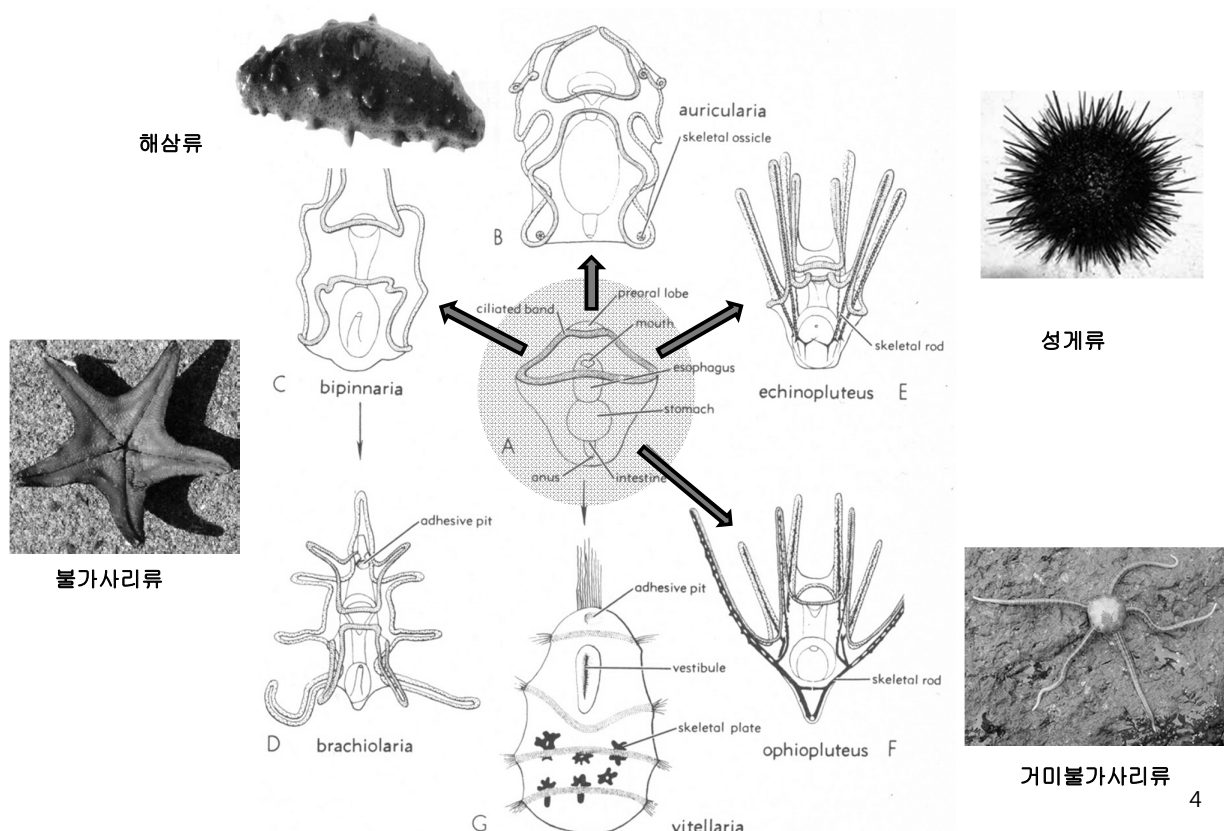 해삼류
auricularia
skeletal ossicle
B
preoral lobe
ciliated band
mouth
esophagus
skeletal rod
성게류
C
bipinnaria
echinopluteus
E
stomach
A
anus
intestine
adhesive pit
불가사리류
adhesive pit
vestibule
skeletal rod
D
brachiolaria
skeletal plate
ophiopluteus
F
거미불가사리류
4
G
vitellaria